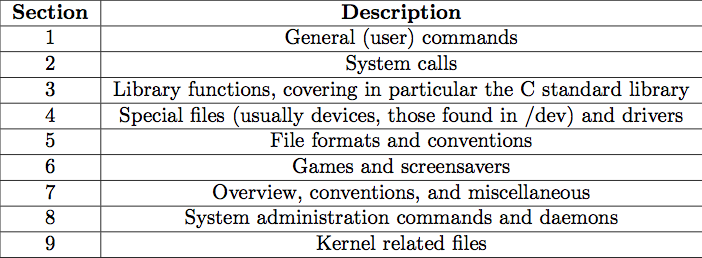 Section Description
1 General (user) commands
2 System calls
3 Library functions, covering in particular the C standard library
4 Special files (usually devices, those found in /dev) and drivers
5 File formats and conventions
6 Games and screensavers
7 Overview, conventions, and miscellaneous
8 System administration commands and daemons
9 Kernel related files